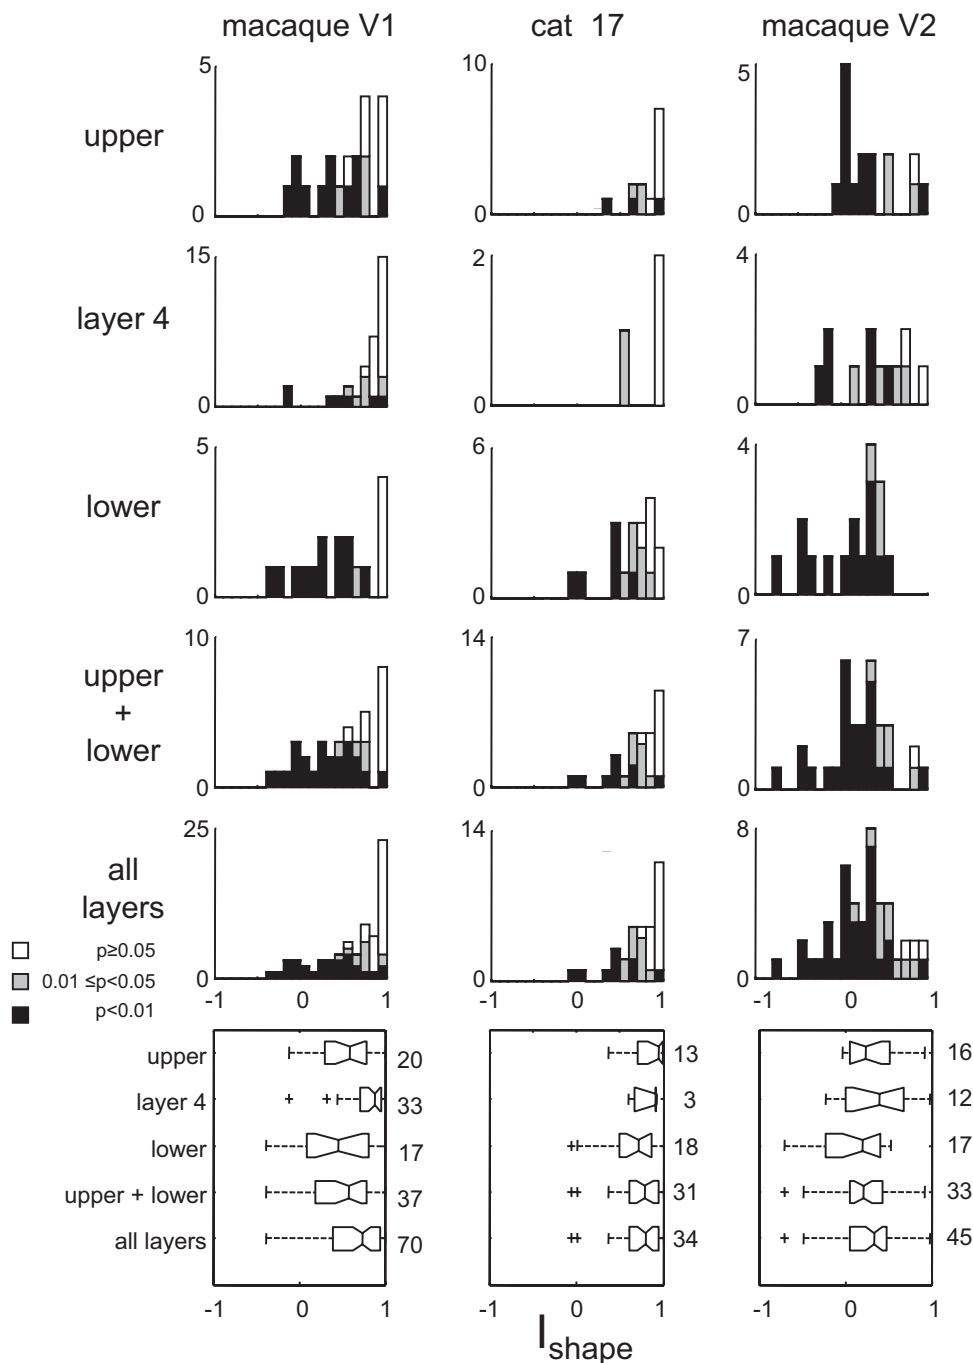 macaque V1 cat 17 macaque V2
5 10 5
upper
0 0 0
15 2 4
layer 4
0 0 0
5 6 4
lower
0 0 0
10 14 7
upper
+
lower
0 0 0
25 14 8
all
layers
p≥0.05
0.01 ≤p<0.05
p<0.01
0 0 0
-1 0 1 -1 0 1 -1 0 1
upper 20 13 16
layer 4 33 3 12
lower 17 18 17
upper + lower 37 31 33
all layers 70 34 45
-1 0 1 -1 0 1 -1 0 1
Ishape